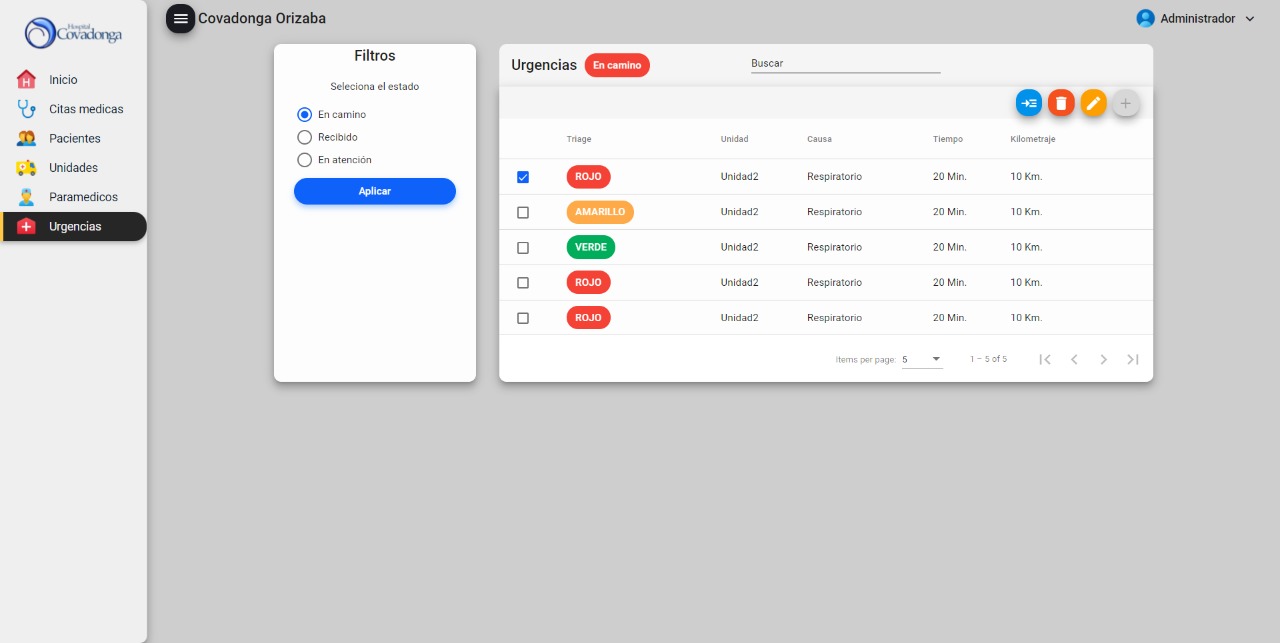 Hospital
Covadonga
Covadonga Orizaba
Administrador
Inicio
Citas medicas
Pacientes
Unidades
Paramedicos
Urgencias
Filtros
Selecciona el estado
En camino
Recibido
En atención
Aplicar
Urgencias En camino
Buscar
Triage Unidad Causa Tiempo Kilometraje
ROJO Unidad2 Respiratorio 20 Min. 10 Km.
AMARILLO Unidad2 Respiratorio 20 Min. 10 Km.
VERDE Unidad2 Respiratorio 20 Min. 10 Km.
ROJO Unidad2 Respiratorio 20 Min. 10 Km.
ROJO Unidad2 Respiratorio 20 Min. 10 Km.
Items per page: 5 1 – 5 of 5